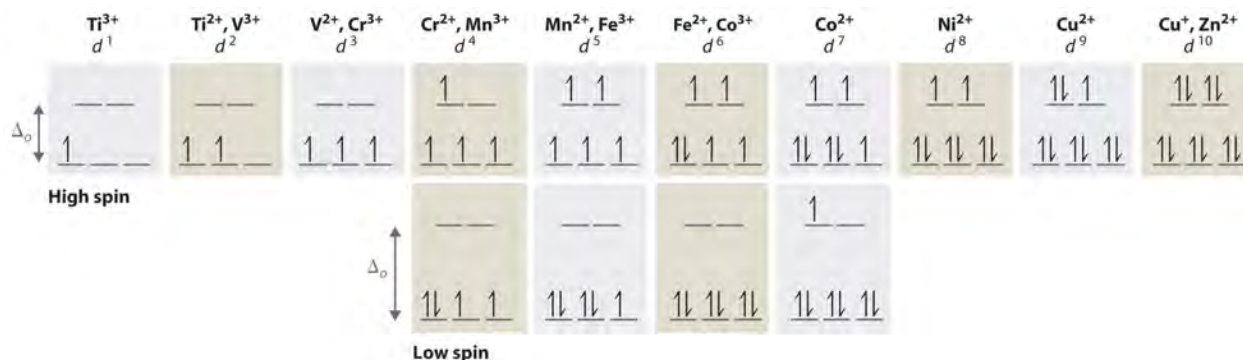 Ti³⁺ Ti²⁺, V³⁺ V²⁺, Cr³⁺ Cr²⁺, Mn³⁺ Mn²⁺, Fe³⁺ Fe²⁺, Co³⁺ Co²⁺ Ni²⁺ Cu²⁺ Cu⁺, Zn²⁺
d¹ d² d³ d⁴ d⁵ d⁶ d⁷ d⁸ d⁹ d¹⁰
Δₒ
High spin
Δₒ
Low spin